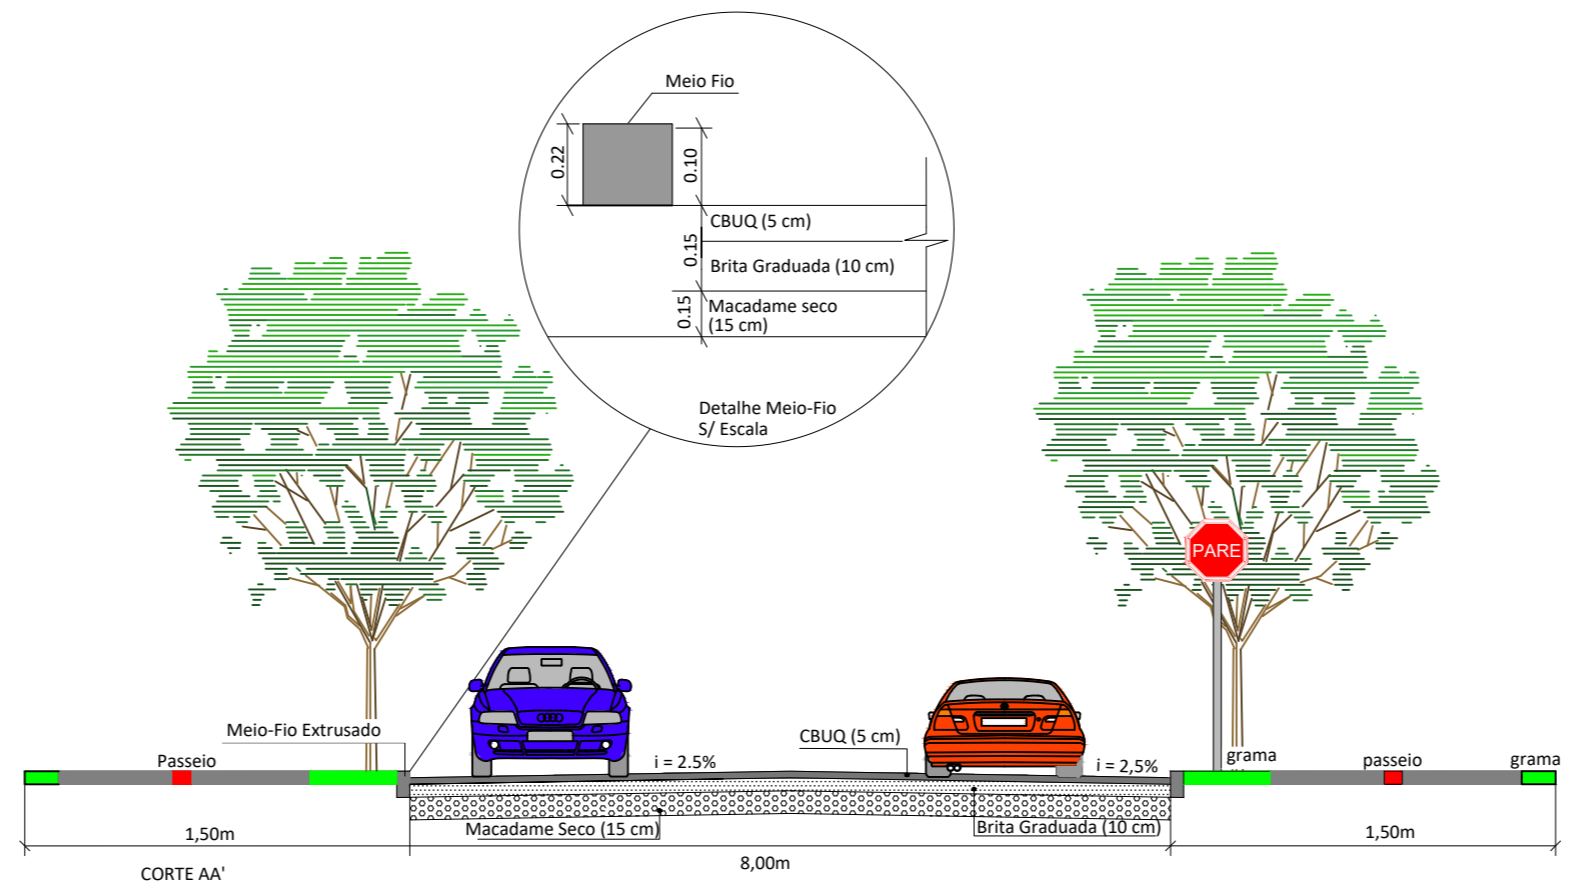 Meio Fio
0.22
0.10
CBUQ (5 cm)
0.15
Brita Graduada (10 cm)
0.15
Macadame seco
(15 cm)
Detalhe Meio-Fio
S/ Escala
PARE
Meio-Fio Extrusado
CBUQ (5 cm)
Passeio
i = 2.5%
i = 2,5%
grama
passeio
grama
Macadame Seco (15 cm)
Brita Graduada (10 cm)
1,50m
8,00m
1,50m
CORTE AA'